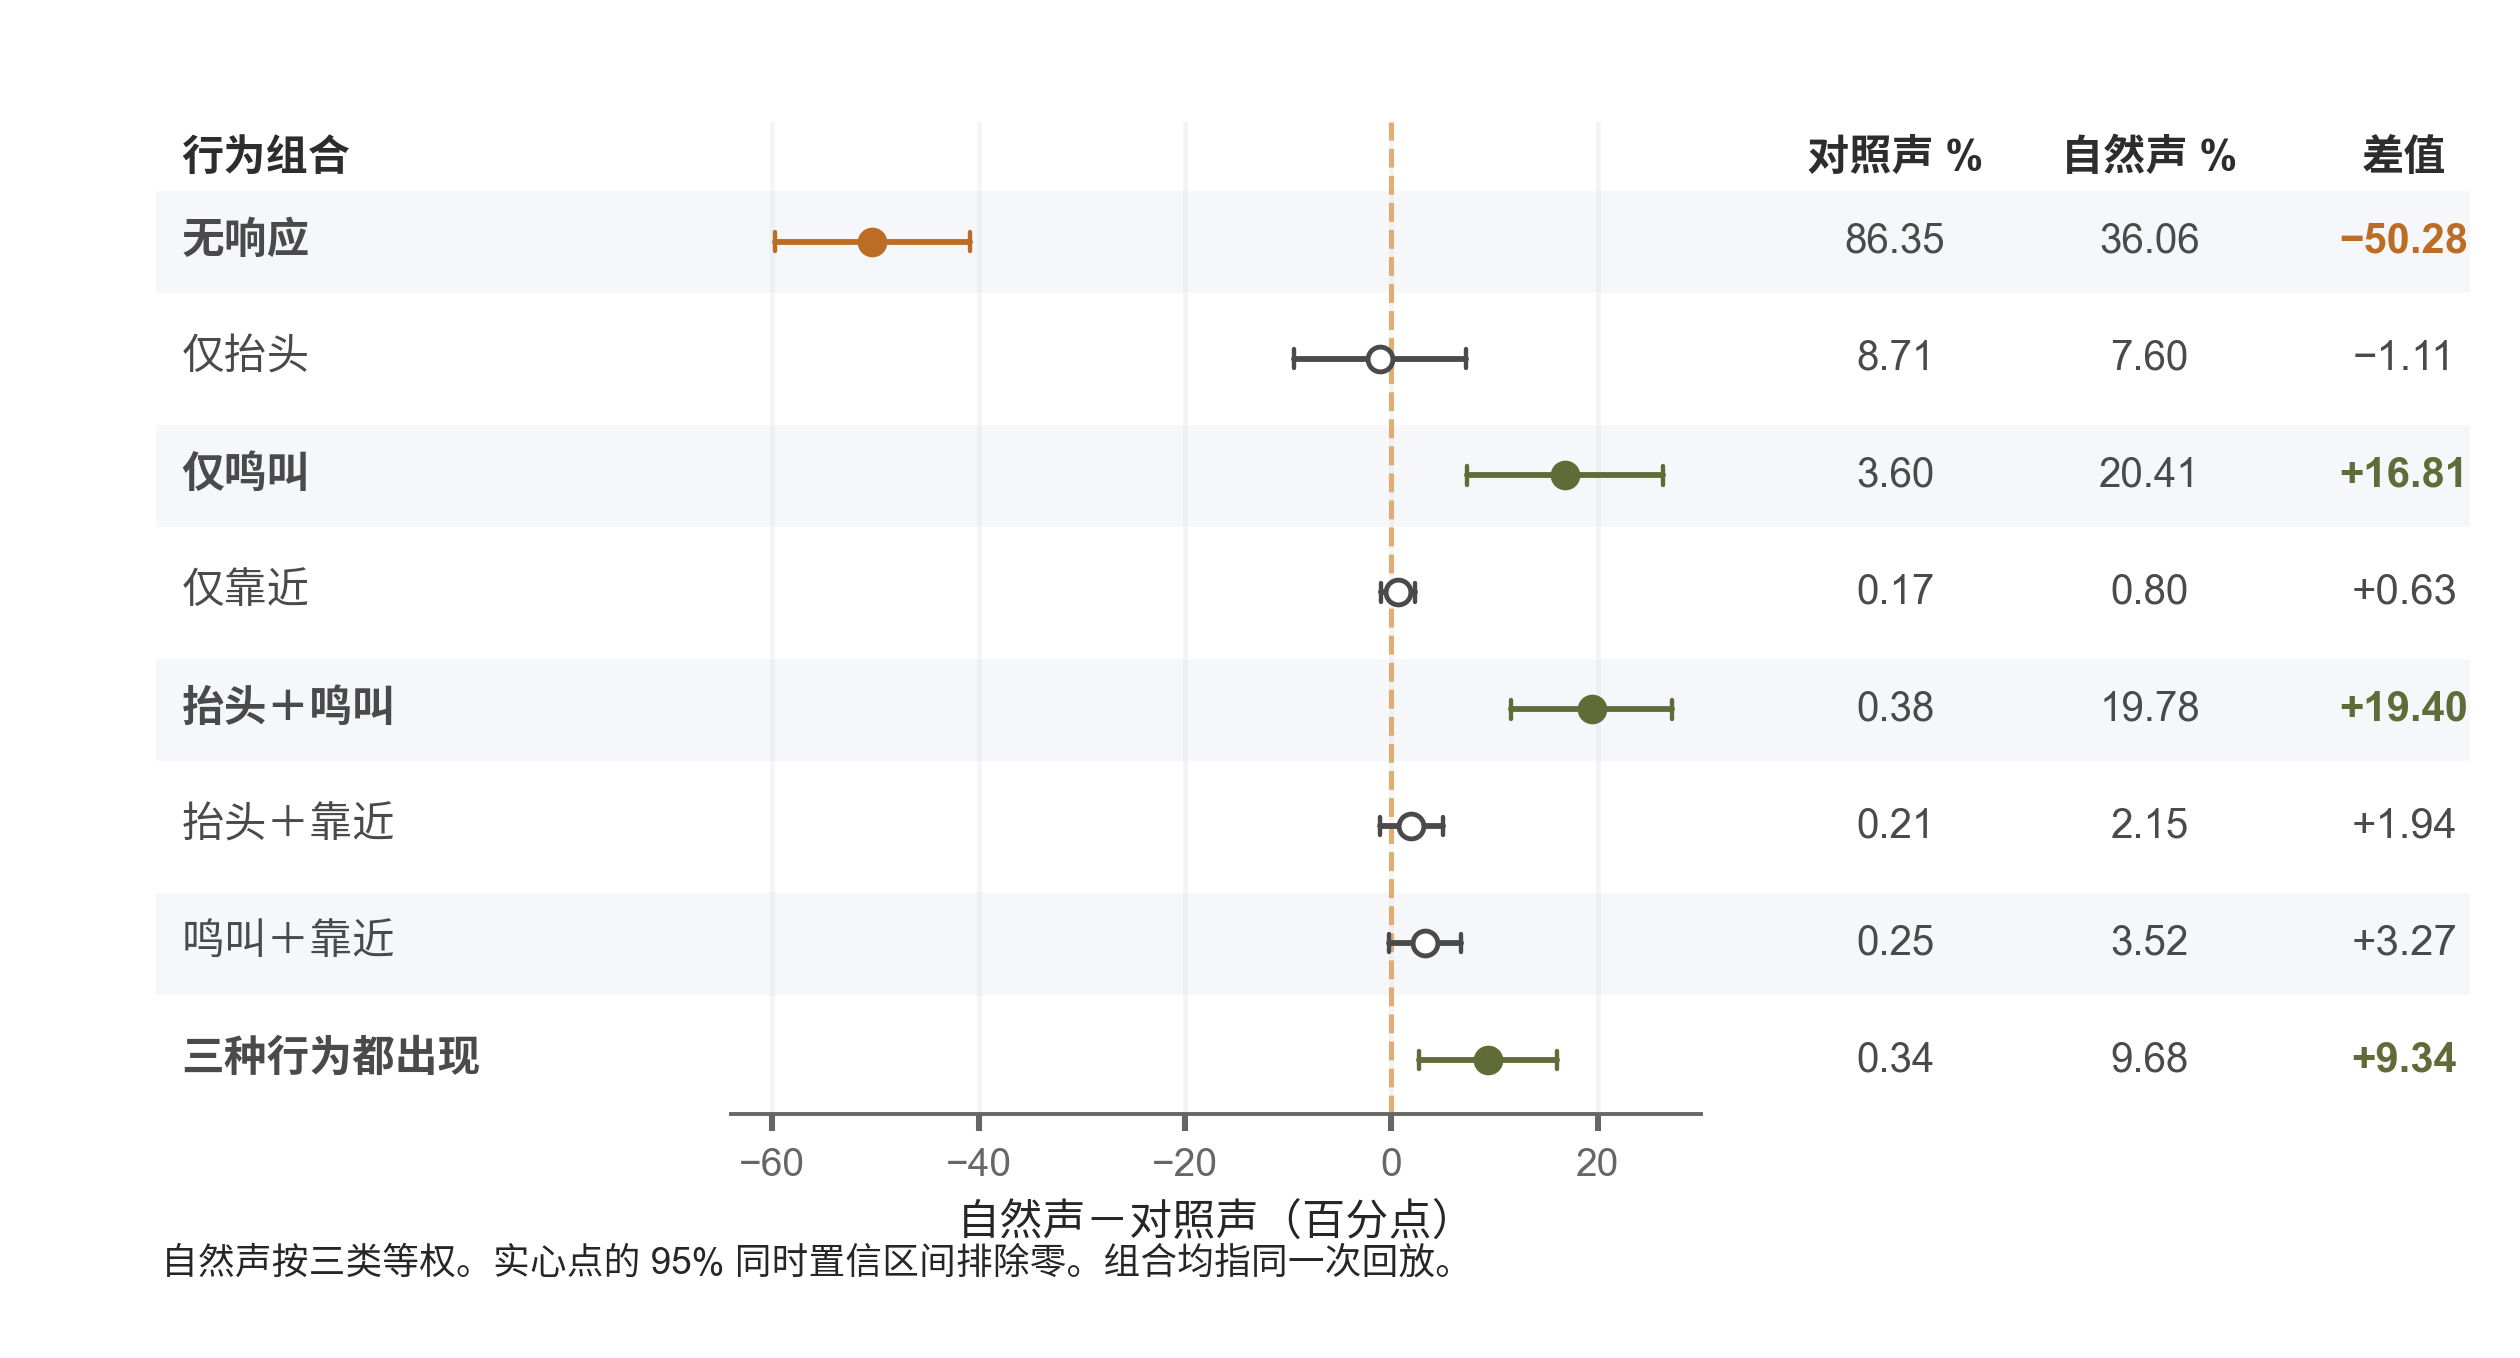 行为组合 对照声 % 自然声 % 差值
无响应 86.35 36.06 −50.28
仅抬头 8.71 7.60 −1.11
仅鸣叫 3.60 20.41 +16.81
仅靠近 0.17 0.80 +0.63
抬头＋鸣叫 0.38 19.78 +19.40
抬头＋靠近 0.21 2.15 +1.94
鸣叫＋靠近 0.25 3.52 +3.27
三种行为都出现 0.34 9.68 +9.34
−60 −40 −20 0 20
自然声－对照声（百分点）
自然声按三类等权。实心点的 95% 同时置信区间排除零。组合均指同一次回放。